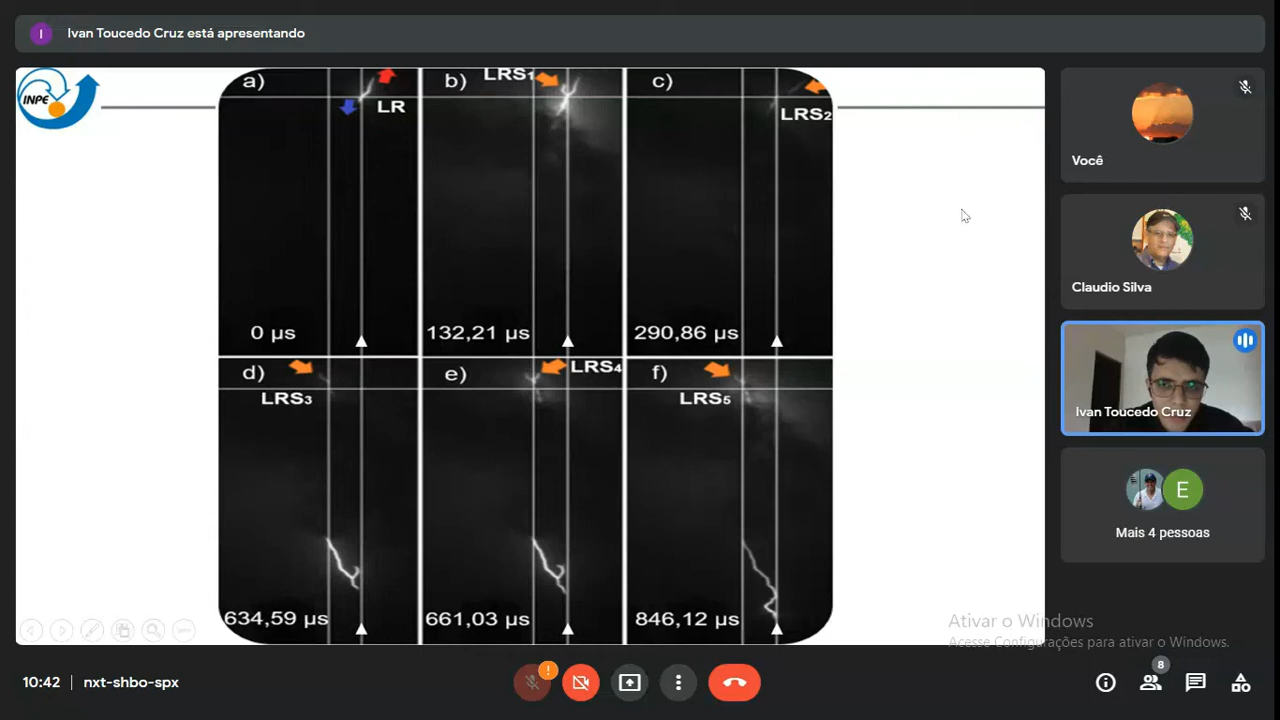 I
Ivan Toucedo Cruz está apresentando
INPE
a)
LR
b)
LRS1
c)
LRS2
0 µs
132,21 µs
290,86 µs
d)
LRS3
e)
LRS4
f)
LRS5
634,59 µs
661,03 µs
846,12 µs
Você
Claudio Silva
Ivan Toucedo Cruz
E
Mais 4 pessoas
Ativar o Windows
Acesse Configurações para ativar o Windows.
10:42 | nxt-shbo-spx
!
8